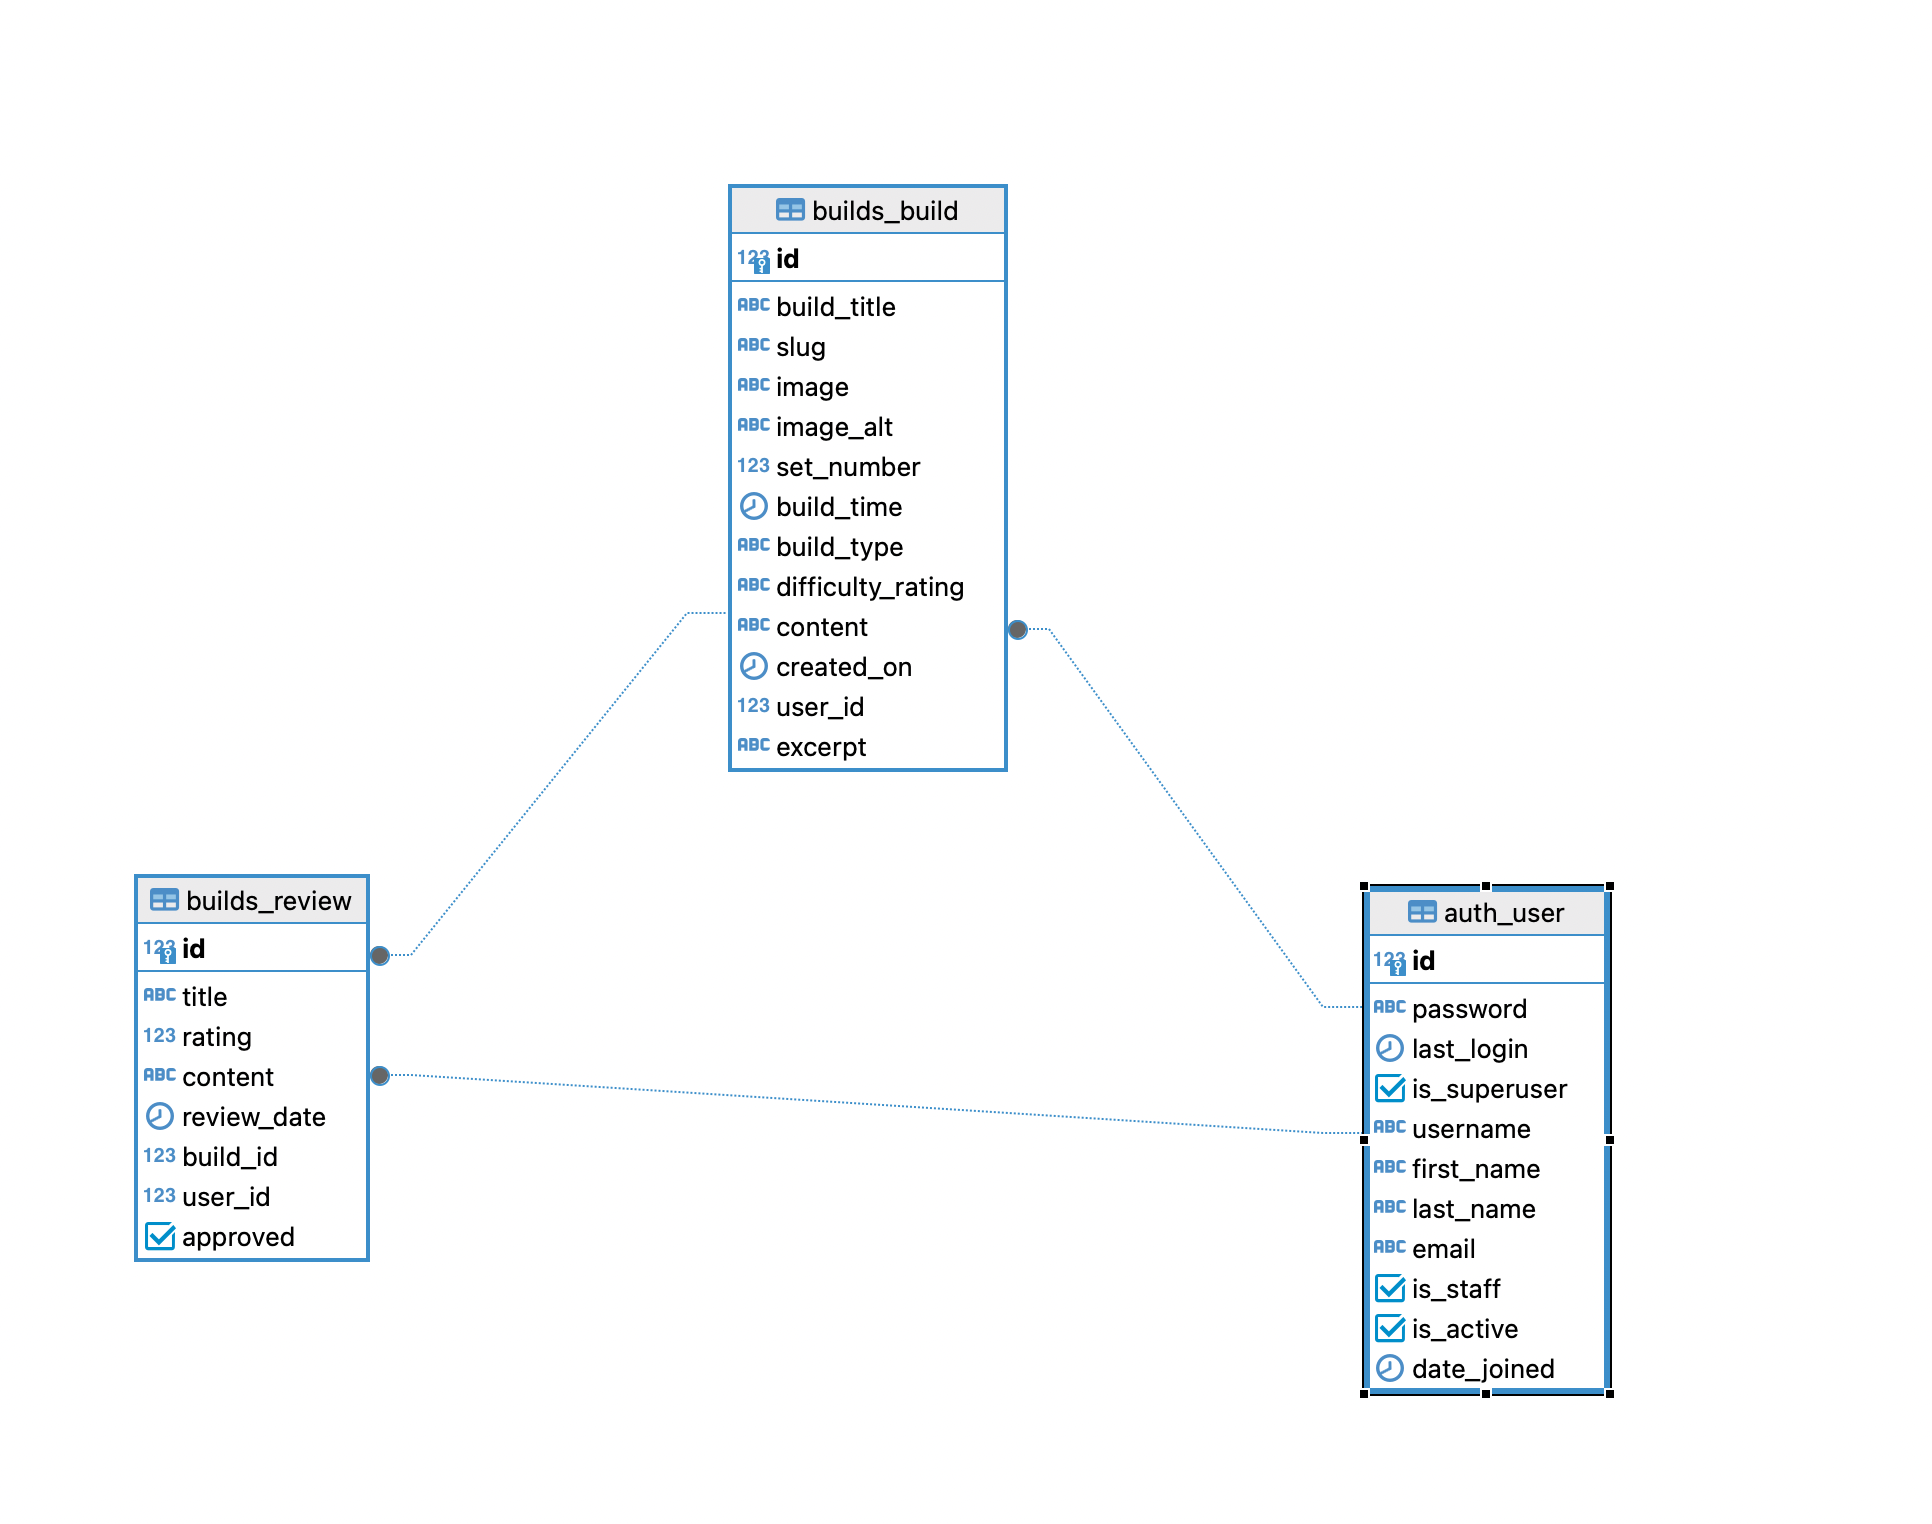 builds_build
123 id
ABC build_title
ABC slug
ABC image
ABC image_alt
123 set_number
build_time
ABC build_type
ABC difficulty_rating
ABC content
created_on
123 user_id
ABC excerpt
builds_review
123 id
ABC title
123 rating
ABC content
review_date
123 build_id
123 user_id
approved
auth_user
123 id
ABC password
last_login
is_superuser
ABC username
ABC first_name
ABC last_name
ABC email
is_staff
is_active
date_joined